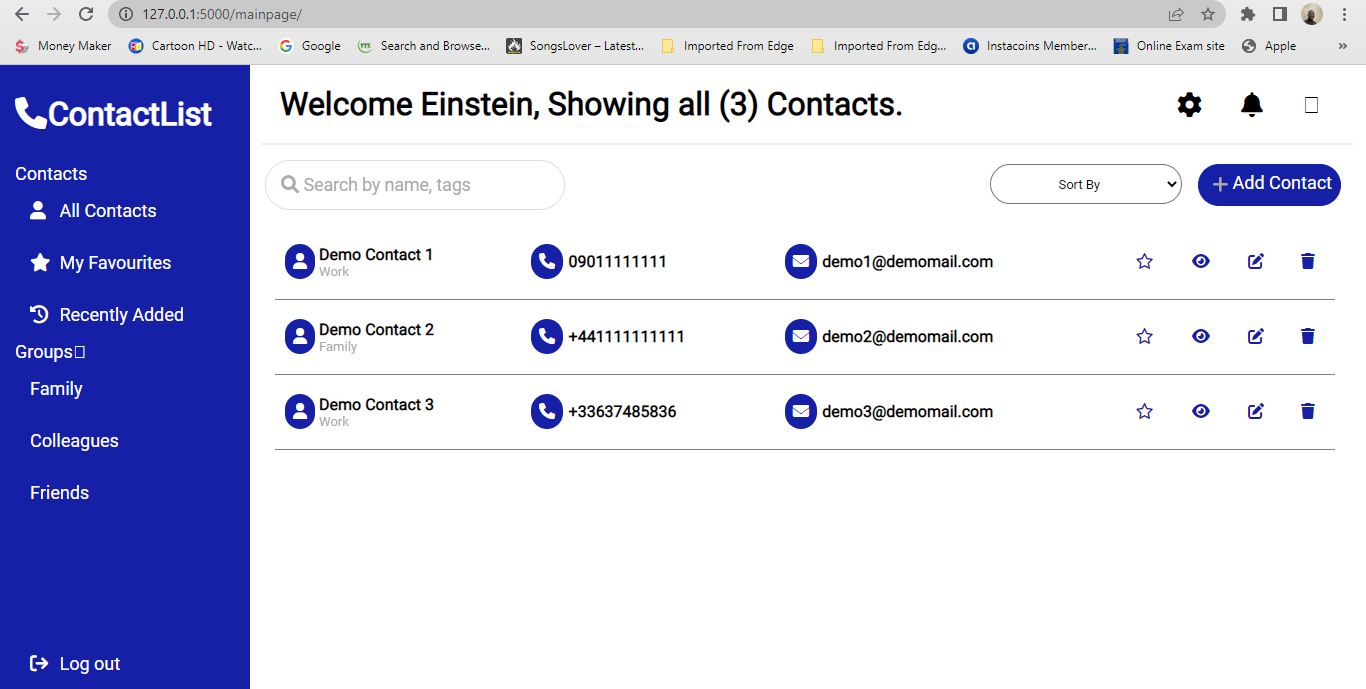 127.0.0.1:5000/mainpage/
Money Maker Cartoon HD - Watc... Google Search and Browse... SongsLover – Latest... Imported From Edge Imported From Edg... Instacoins Member... Online Exam site Apple »
ContactList
Welcome Einstein, Showing all (3) Contacts.
Contacts
All Contacts
My Favourites
Recently Added
Groups
Family
Colleagues
Friends
Log out
Search by name, tags
Sort By
+ Add Contact
Demo Contact 1 09011111111 demo1@demomail.com
Work
Demo Contact 2 +441111111111 demo2@demomail.com
Family
Demo Contact 3 +33637485836 demo3@demomail.com
Work